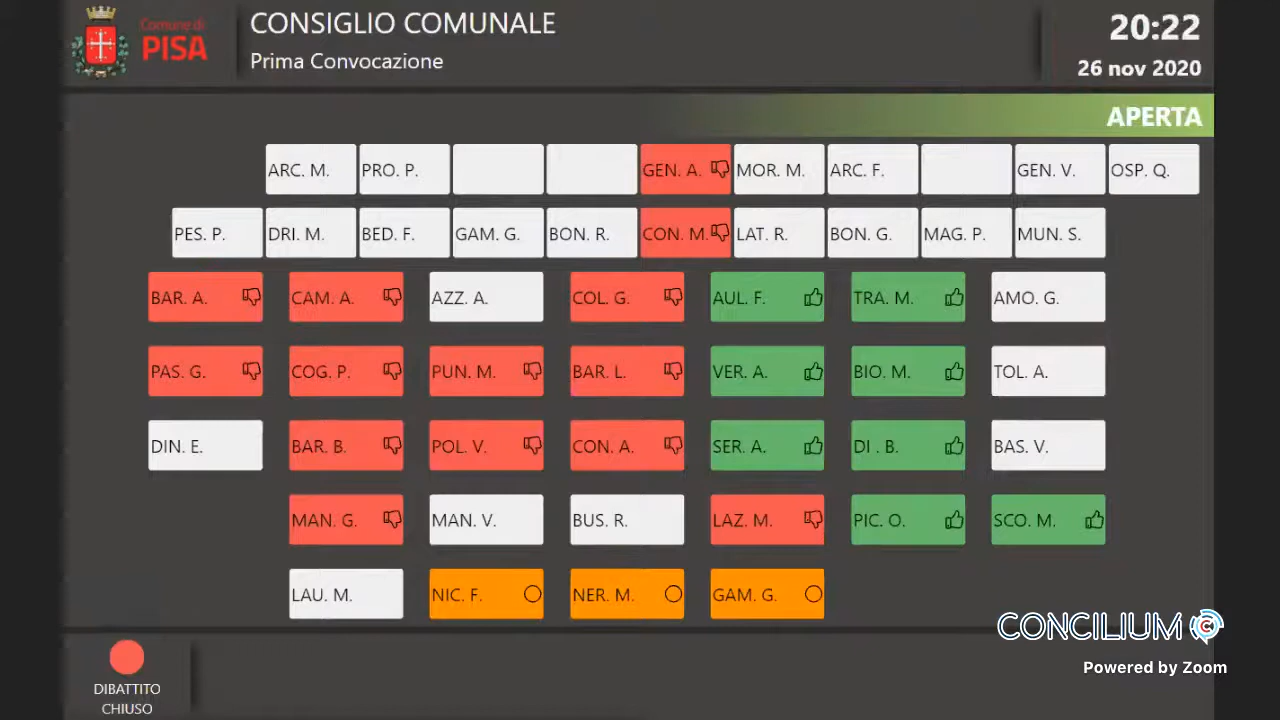 Comune di
PISA
CONSIGLIO COMUNALE
Prima Convocazione
20:22
26 nov 2020
APERTA
ARC. M. PRO. P. GEN. A. MOR. M. ARC. F. GEN. V. OSP. Q.
PES. P. DRI. M. BED. F. GAM. G. BON. R. CON. M. LAT. R. BON. G. MAG. P. MUN. S.
BAR. A. CAM. A. AZZ. A. COL. G. AUL. F. TRA. M. AMO. G.
PAS. G. COG. P. PUN. M. BAR. L. VER. A. BIO. M. TOL. A.
DIN. E. BAR. B. POL. V. CON. A. SER. A. DI . B. BAS. V.
MAN. G. MAN. V. BUS. R. LAZ. M. PIC. O. SCO. M.
LAU. M. NIC. F. NER. M. GAM. G.
CONCILIUM
Powered by Zoom
DIBATTITO
CHIUSO